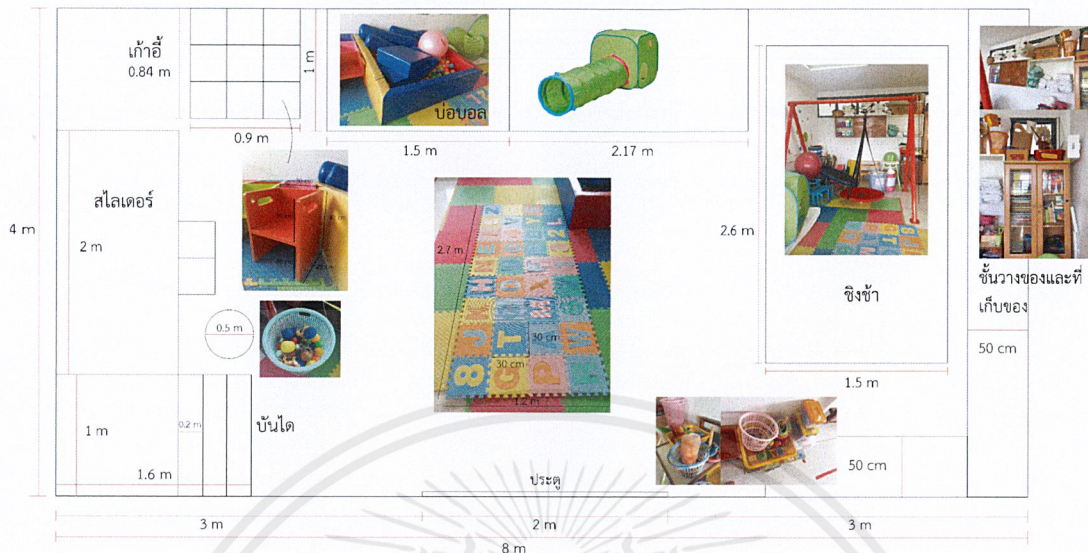 เก้าอี้
0.84 m
1 m
0.9 m
บ่อบอล
1.5 m
2.17 m
4 m
สไลเดอร์
2 m
2.7 m
2.6 m
ชั้นวางของและที่
เก็บของ
ชิงช้า
0.5 m
30 cm
30 cm
8 G P
1.2 m
50 cm
1.5 m
1 m
0.2 m
บันได
1.6 m
50 cm
ประตู
3 m
2 m
3 m
8 m